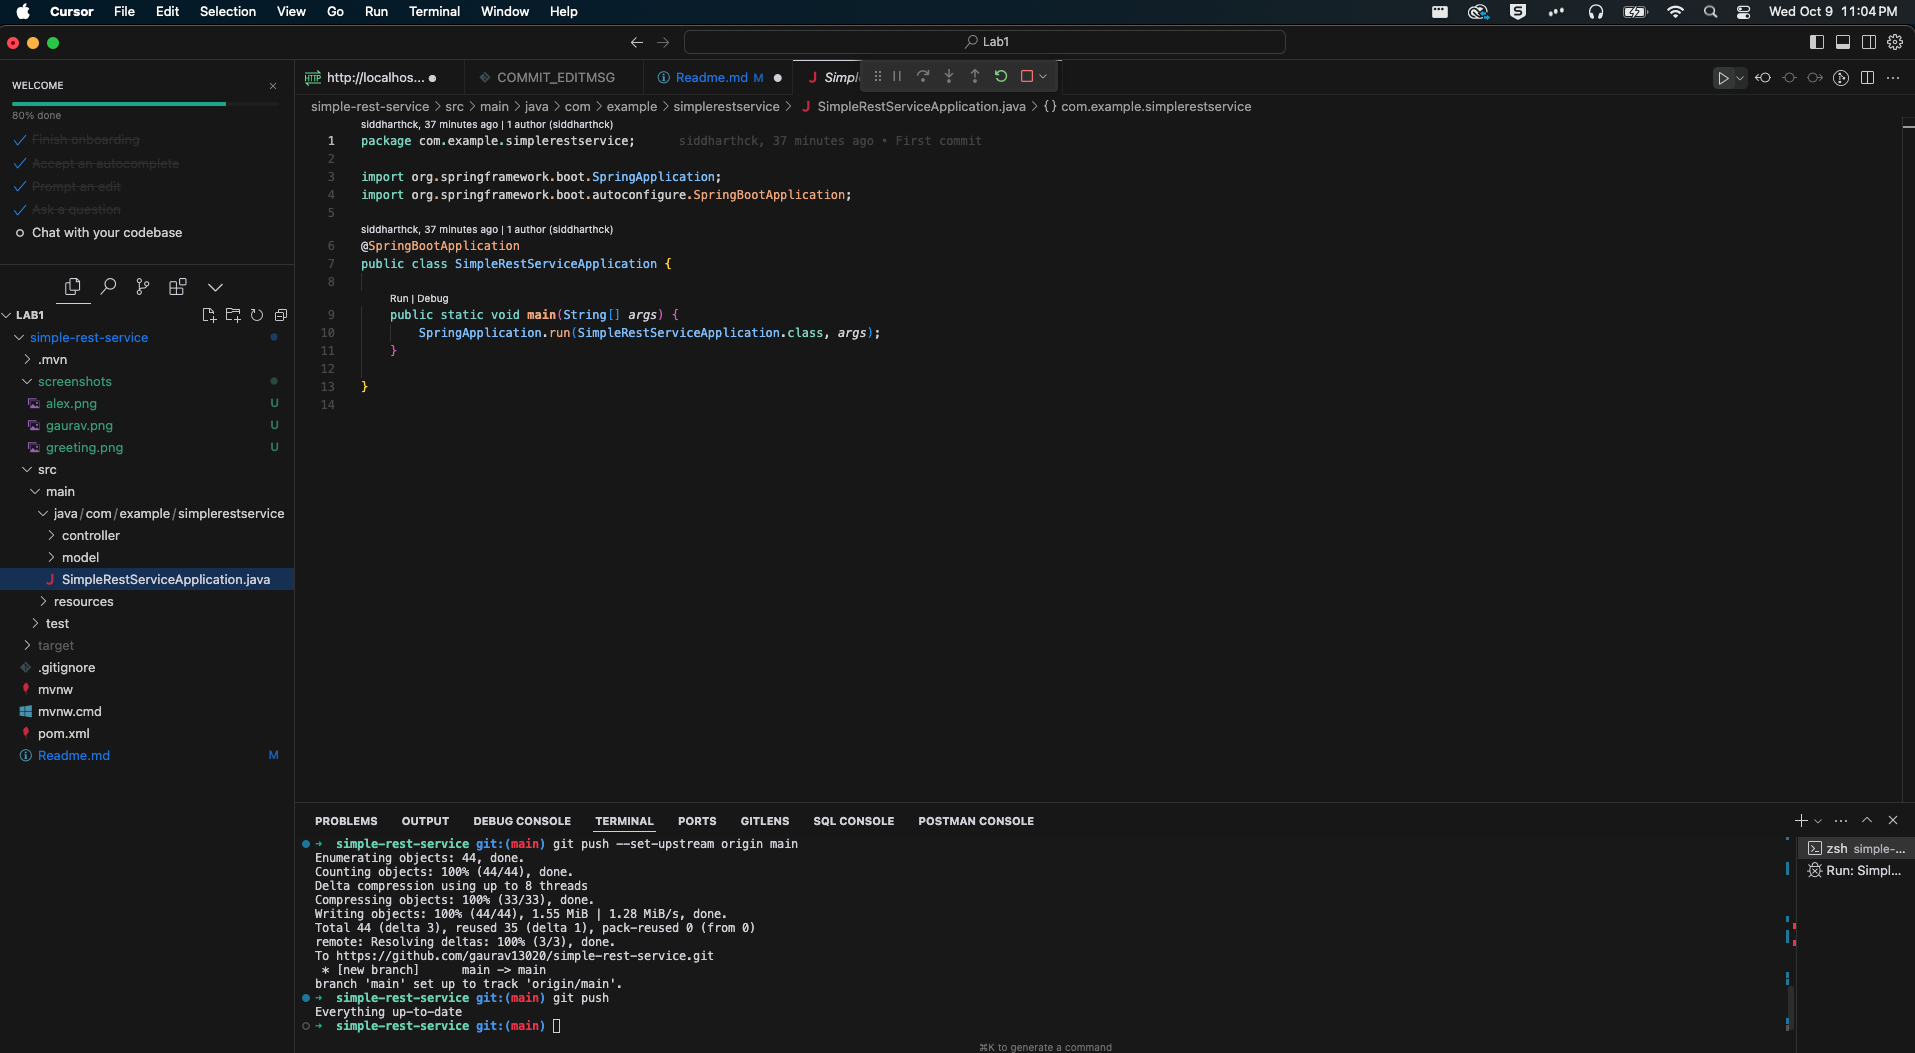 Cursor File Edit Selection View Go Run Terminal Window Help
Wed Oct 9 11:04 PM
Lab1
WELCOME
80% done
Finish onboarding
Accept an autocomplete
Prompt an edit
Ask a question
Chat with your codebase
LAB1
simple-rest-service
.mvn
screenshots
alex.png U
gaurav.png U
greeting.png U
src
main
java/com/example/simplerestservice
controller
model
J SimpleRestServiceApplication.java
resources
test
target
.gitignore
mvnw
mvnw.cmd
pom.xml
Readme.md M
HTTP http://localhos... ● COMMIT_EDITMSG Readme.md M ● J Simple
simple-rest-service > src > main > java > com > example > simplerestservice > J SimpleRestServiceApplication.java > {} com.example.simplerestservice
siddharthck, 37 minutes ago | 1 author (siddharthck)
1 package com.example.simplerestservice; siddharthck, 37 minutes ago • First commit
2
3 import org.springframework.boot.SpringApplication;
4 import org.springframework.boot.autoconfigure.SpringBootApplication;
5
siddharthck, 37 minutes ago | 1 author (siddharthck)
6 @SpringBootApplication
7 public class SimpleRestServiceApplication {
8
Run | Debug
9 public static void main(String[] args) {
10 SpringApplication.run(SimpleRestServiceApplication.class, args);
11 }
12
13 }
14
PROBLEMS OUTPUT DEBUG CONSOLE TERMINAL PORTS GITLENS SQL CONSOLE POSTMAN CONSOLE
➜ simple-rest-service git:(main) git push --set-upstream origin main
Enumerating objects: 44, done.
Counting objects: 100% (44/44), done.
Delta compression using up to 8 threads
Compressing objects: 100% (33/33), done.
Writing objects: 100% (44/44), 1.55 MiB | 1.28 MiB/s, done.
Total 44 (delta 3), reused 35 (delta 1), pack-reused 0 (from 0)
remote: Resolving deltas: 100% (3/3), done.
To https://github.com/gaurav13020/simple-rest-service.git
* [new branch] main -> main
branch 'main' set up to track 'origin/main'.
➜ simple-rest-service git:(main) git push
Everything up-to-date
➜ simple-rest-service git:(main)
zsh simple-...
Run: Simpl...
⌘K to generate a command